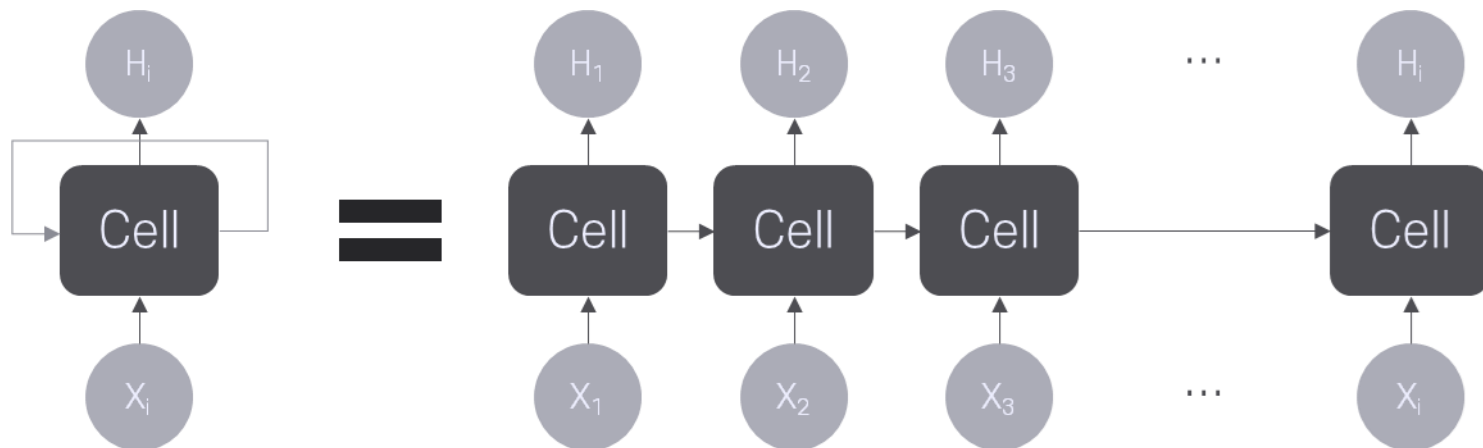 Hᵢ H₁ H₂ H₃ ... Hᵢ
Cell Cell Cell Cell Cell
Xᵢ X₁ X₂ X₃ ... Xᵢ